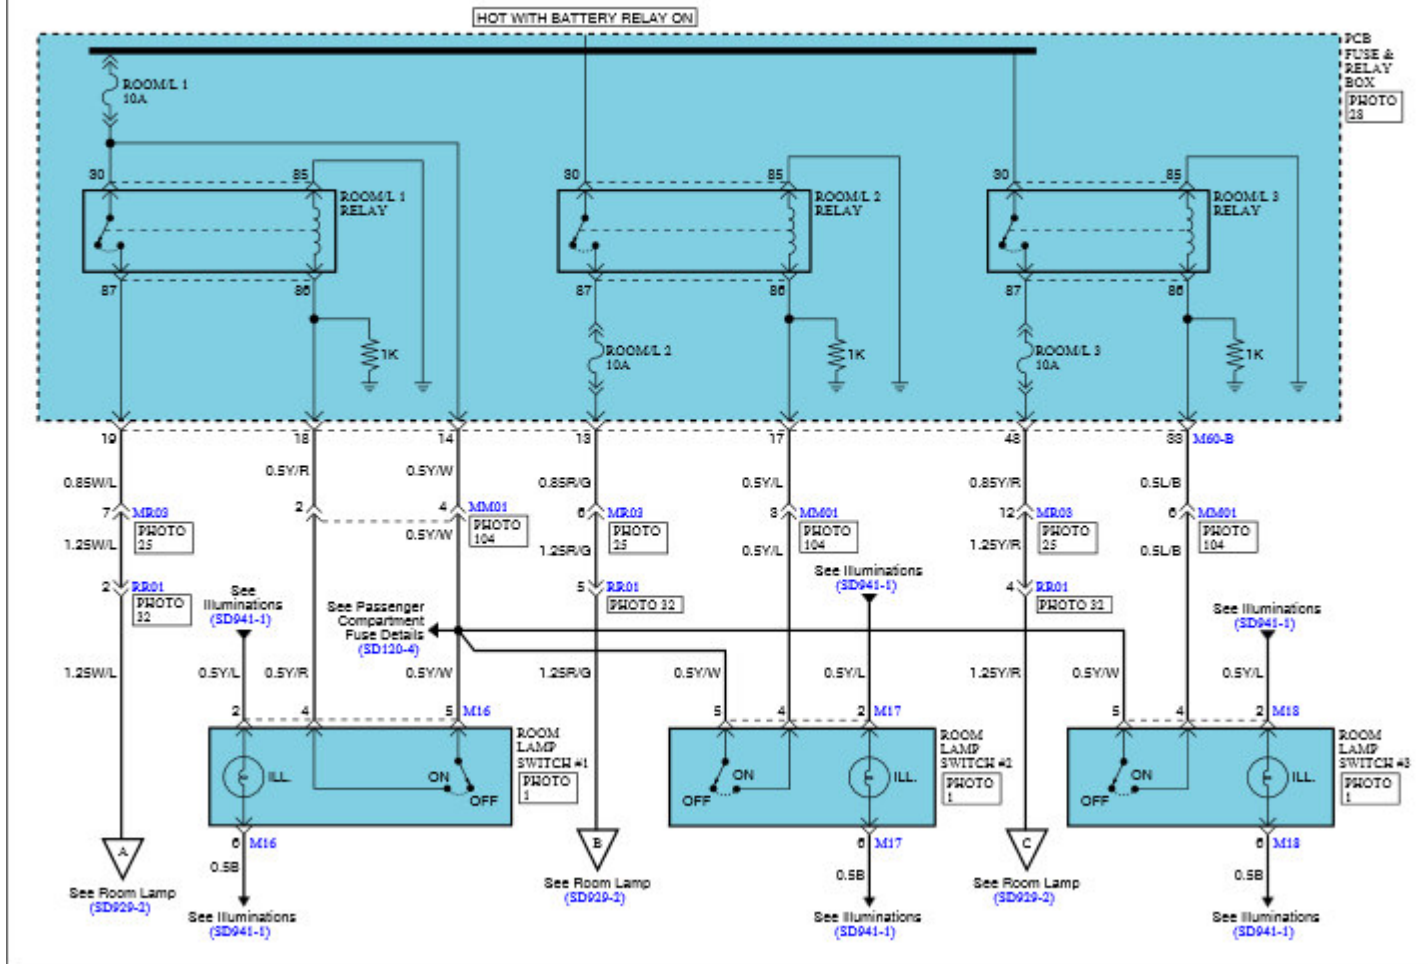 HOT WITH BATTERY RELAY ON
PCB
FUSE &
RELAY
BOX
PHOTO
28
ROOM/L 1
10A
30
85
ROOM/L 1
RELAY
30
85
ROOM/L 2
RELAY
30
85
ROOM/L 3
RELAY
87
86
87
86
87
86
1K
ROOM/L 2
10A
1K
ROOM/L 3
10A
1K
19
18
14
13
17
43
33
M60-B
0.85W/L
0.5Y/R
0.5Y/W
0.85R/G
0.5Y/L
0.85Y/R
0.5L/B
7
MR03
PHOTO
25
2
4
MM01
PHOTO
104
6
MR03
PHOTO
25
3
MM01
PHOTO
104
12
MR03
PHOTO
25
6
MM01
PHOTO
104
1.25W/L
0.5Y/W
1.25R/G
0.5Y/L
1.25Y/R
0.5L/B
2
RR01
PHOTO
32
See
Illuminations
(SD941-1)
See Passenger
Compartment
Fuse Details
(SD120-4)
5
RR01
PHOTO 32
See Illuminations
(SD941-1)
4
RR01
PHOTO 32
See Illuminations
(SD941-1)
1.25W/L
0.5Y/L
0.5Y/R
0.5Y/W
1.25R/G
0.5Y/W
0.5Y/L
1.25Y/R
0.5Y/W
0.5Y/L
2
4
5
M16
5
4
2
M17
5
4
2
M18
ROOM
LAMP
SWITCH #1
PHOTO
1
ILL.
ON
OFF
ROOM
LAMP
SWITCH #2
PHOTO
1
ON
OFF
ILL.
ROOM
LAMP
SWITCH #3
PHOTO
1
ON
OFF
ILL.
A
See Room Lamp
(SD929-2)
6
M16
0.5B
See Illuminations
(SD941-1)
B
See Room Lamp
(SD929-2)
6
M17
0.5B
See Illuminations
(SD941-1)
C
See Room Lamp
(SD929-2)
6
M18
0.5B
See Illuminations
(SD941-1)